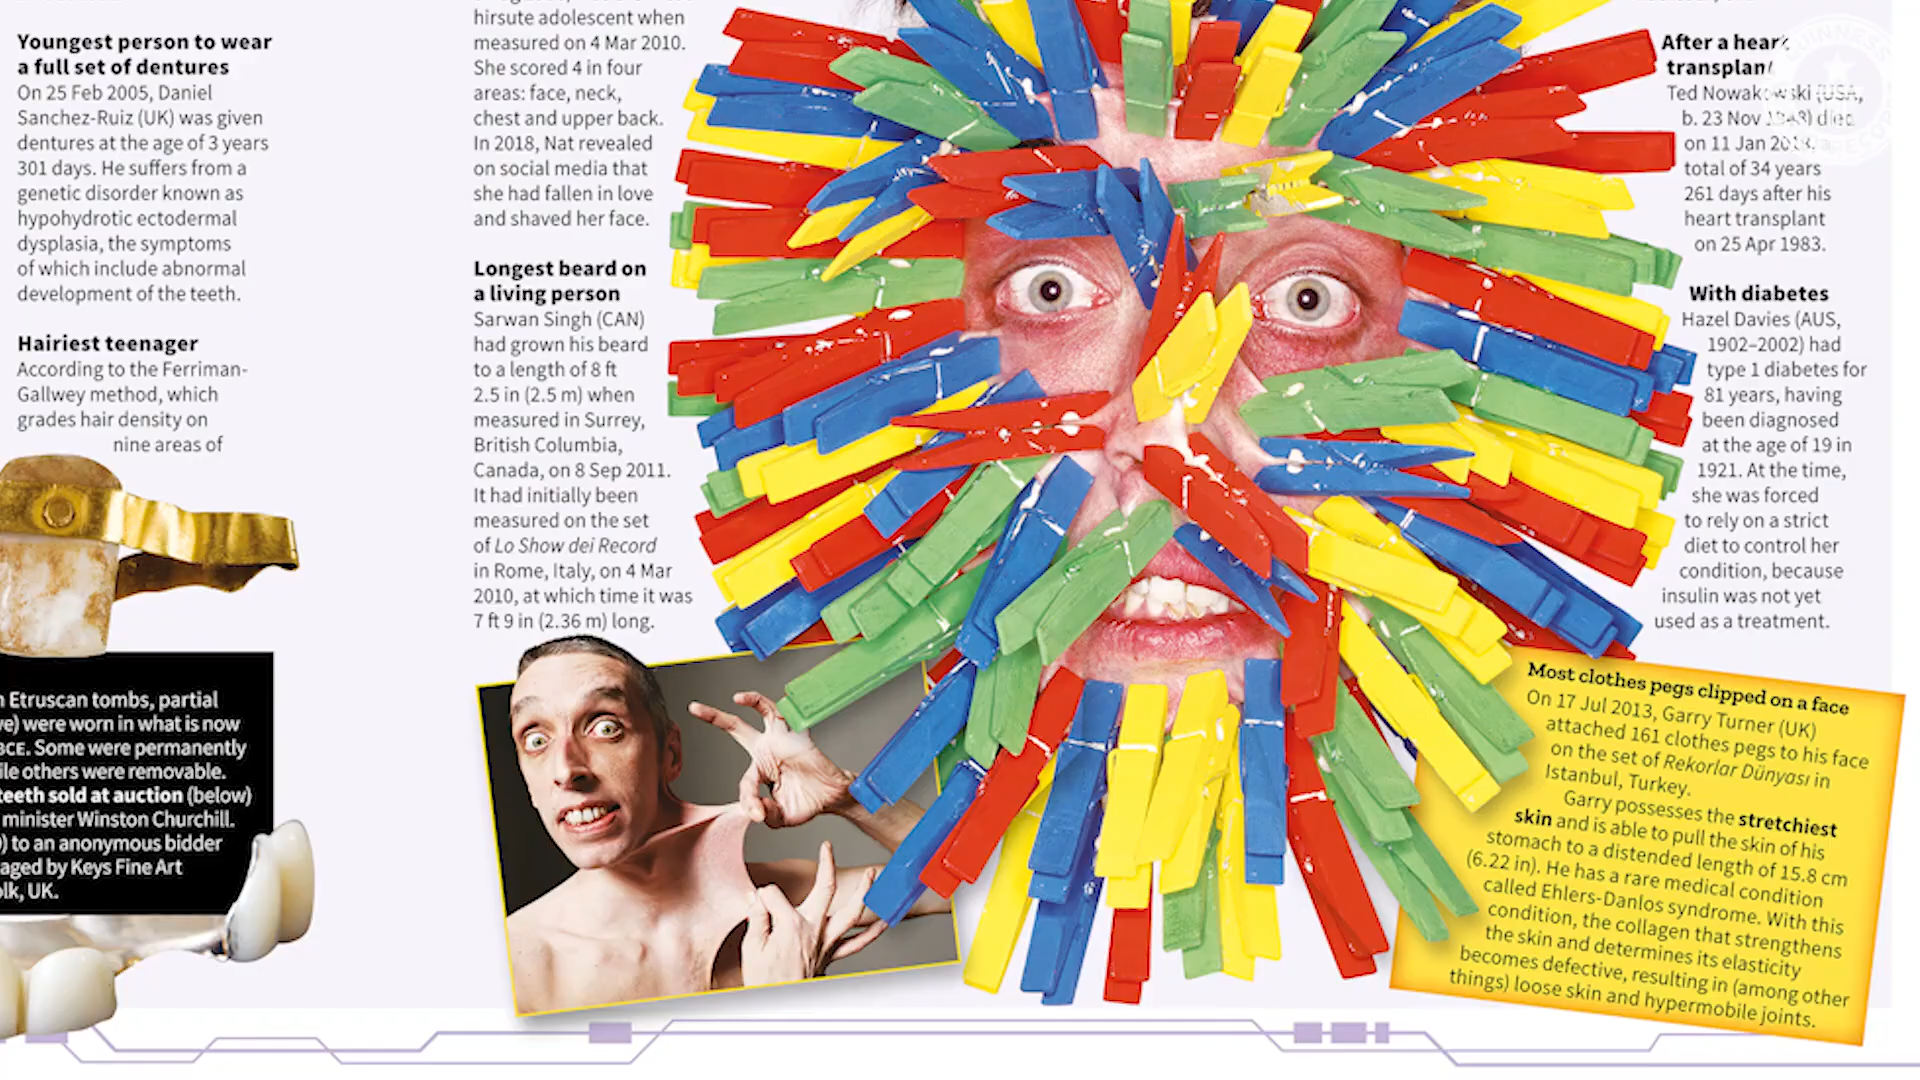 Youngest person to wear
a full set of dentures
On 25 Feb 2005, Daniel
Sanchez-Ruiz (UK) was given
dentures at the age of 3 years
301 days. He suffers from a
genetic disorder known as
hypohydrotic ectodermal
dysplasia, the symptoms
of which include abnormal
development of the teeth.
Hairiest teenager
According to the Ferriman-
Gallwey method, which
grades hair density on
nine areas of
Etruscan tombs, partial
were worn in what is now
BCE. Some were permanently
others were removable.
teeth sold at auction (below)
minister Winston Churchill.
to an anonymous bidder
by Keys Fine Art
UK.
hirsute adolescent when
measured on 4 Mar 2010.
She scored 4 in four
areas: face, neck,
chest and upper back.
In 2018, Nat revealed
on social media that
she had fallen in love
and shaved her face.
Longest beard on
a living person
Sarwan Singh (CAN)
had grown his beard
to a length of 8 ft
2.5 in (2.5 m) when
measured in Surrey,
British Columbia,
Canada, on 8 Sep 2011.
It had initially been
measured on the set
of Lo Show dei Record
in Rome, Italy, on 4 Mar
2010, at which time it was
7 ft 9 in (2.36 m) long.
After a heart
transplant
Ted Nowakowski (USA,
b. 23 Nov died
on 11 Jan
total of 34 years
261 days after his
heart transplant
on 25 Apr 1983.
With diabetes
Hazel Davies (AUS,
1902–2002) had
type 1 diabetes for
81 years, having
been diagnosed
at the age of 19 in
1921. At the time,
she was forced
to rely on a strict
diet to control her
condition, because
insulin was not yet
used as a treatment.
Most clothes pegs clipped on a face
On 17 Jul 2013, Garry Turner (UK)
attached 161 clothes pegs to his face
on the set of Rekorlar Dünyası in
Istanbul, Turkey.
Garry possesses the stretchiest
skin and is able to pull the skin of his
stomach to a distended length of 15.8 cm
(6.22 in). He has a rare medical condition
called Ehlers-Danlos syndrome. With this
condition, the collagen that strengthens
the skin and determines its elasticity
becomes defective, resulting in (among other
things) loose skin and hypermobile joints.
GUINNESS